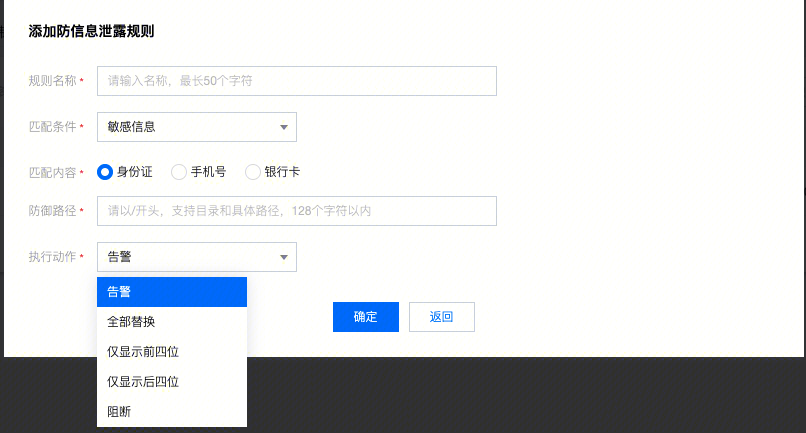 添加防信息泄露规则
规则名称 * 请输入名称，最长50个字符
匹配条件 * 敏感信息
匹配内容 * 身份证 手机号 银行卡
防御路径 * 请以/开头，支持目录和具体路径，128个字符以内
执行动作 * 告警
告警
全部替换
确定 返回
仅显示前四位
仅显示后四位
阻断